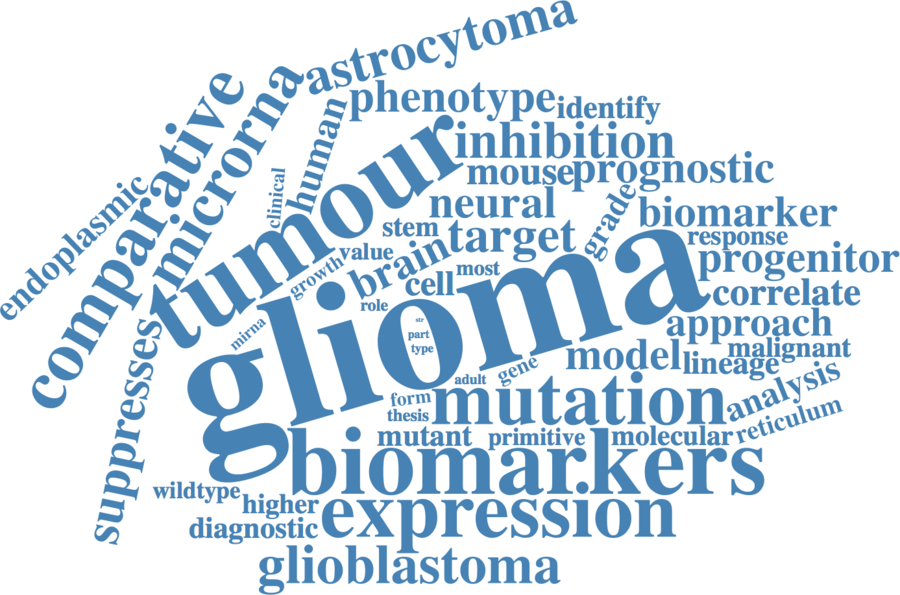 astrocytoma
comparative
microrna
phenotype
identify
human
tumour
inhibition
mouse
prognostic
clinical
endoplasmic
neural
grade
biomarker
stem
target
response
value
brain
progenitor
growth
cell
most
glioma
correlate
role
mirna
str
part
type
approach
suppresses
model
lineage
malignant
gene
adult
form
thesis
mutation
analysis
reticulum
mutant
primitive
molecular
biomarkers
wildtype
higher
expression
diagnostic
glioblastoma